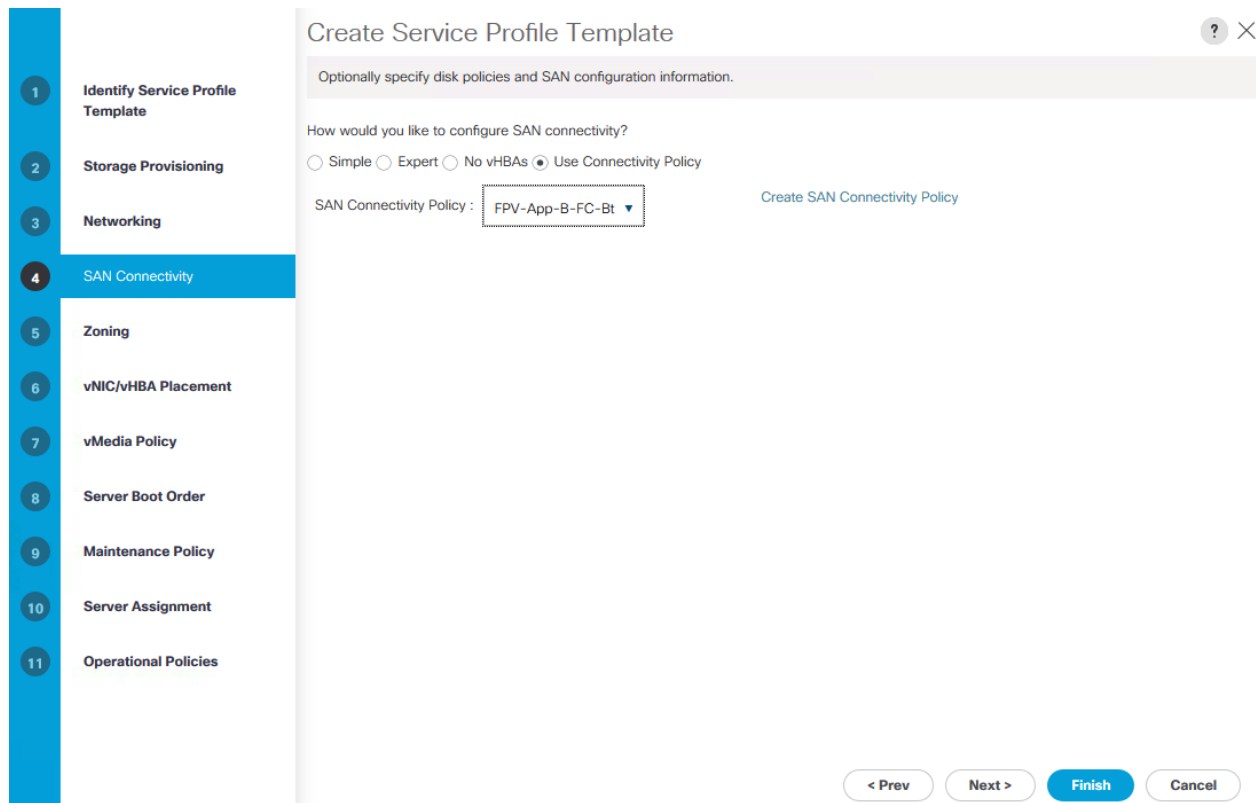 Create Service Profile Template
?
Optionally specify disk policies and SAN configuration information.
1 Identify Service Profile
Template
2 Storage Provisioning
3 Networking
4 SAN Connectivity
5 Zoning
6 vNIC/vHBA Placement
7 vMedia Policy
8 Server Boot Order
9 Maintenance Policy
10 Server Assignment
11 Operational Policies
How would you like to configure SAN connectivity?
Simple Expert No vHBAs Use Connectivity Policy
SAN Connectivity Policy : FPV-App-B-FC-Bt Create SAN Connectivity Policy
< Prev Next > Finish Cancel